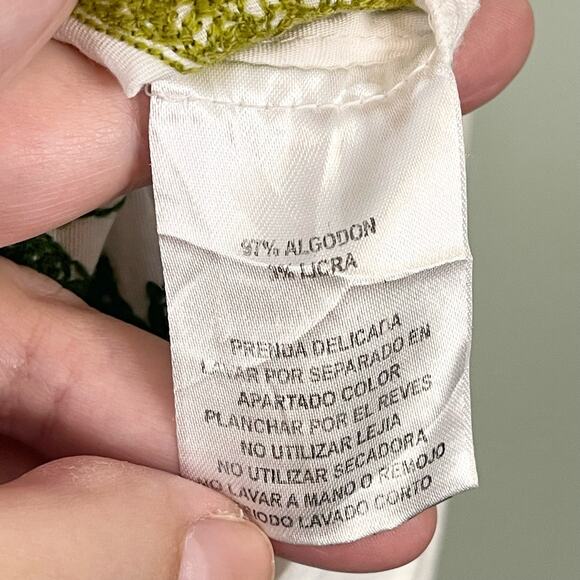 97% ALGODON
3% LICRA
PRENDA DELICADA
LAVAR POR SEPARADO EN
APARTADO COLOR
PLANCHAR POR EL REVES
NO UTILIZAR LEJIA
NO UTILIZAR SECADORA
NO LAVAR A MANO O REMOJO
LAVADO CORTO